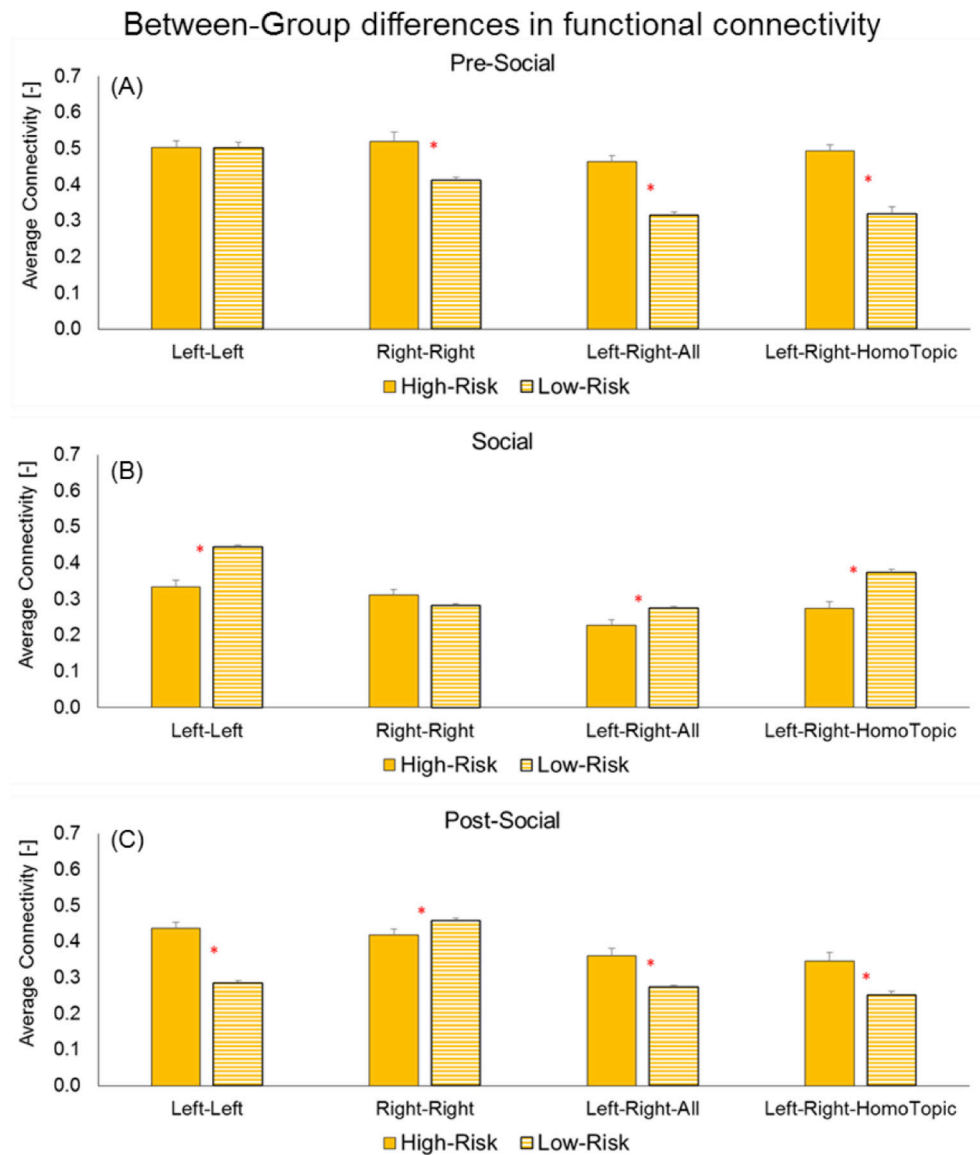 Between-Group differences in functional connectivity
Pre-Social
(A)
Average Connectivity [-]
0.7
0.6
0.5
0.4
0.3
0.2
0.1
0.0
*
*
*
Left-Left Right-Right Left-Right-All Left-Right-HomoTopic
High-Risk Low-Risk
Social
(B)
Average Connectivity [-]
0.7
0.6
0.5
0.4
0.3
0.2
0.1
0.0
*
*
*
Left-Left Right-Right Left-Right-All Left-Right-HomoTopic
High-Risk Low-Risk
Post-Social
(C)
Average Connectivity [-]
0.7
0.6
0.5
0.4
0.3
0.2
0.1
0.0
*
*
*
*
Left-Left Right-Right Left-Right-All Left-Right-HomoTopic
High-Risk Low-Risk